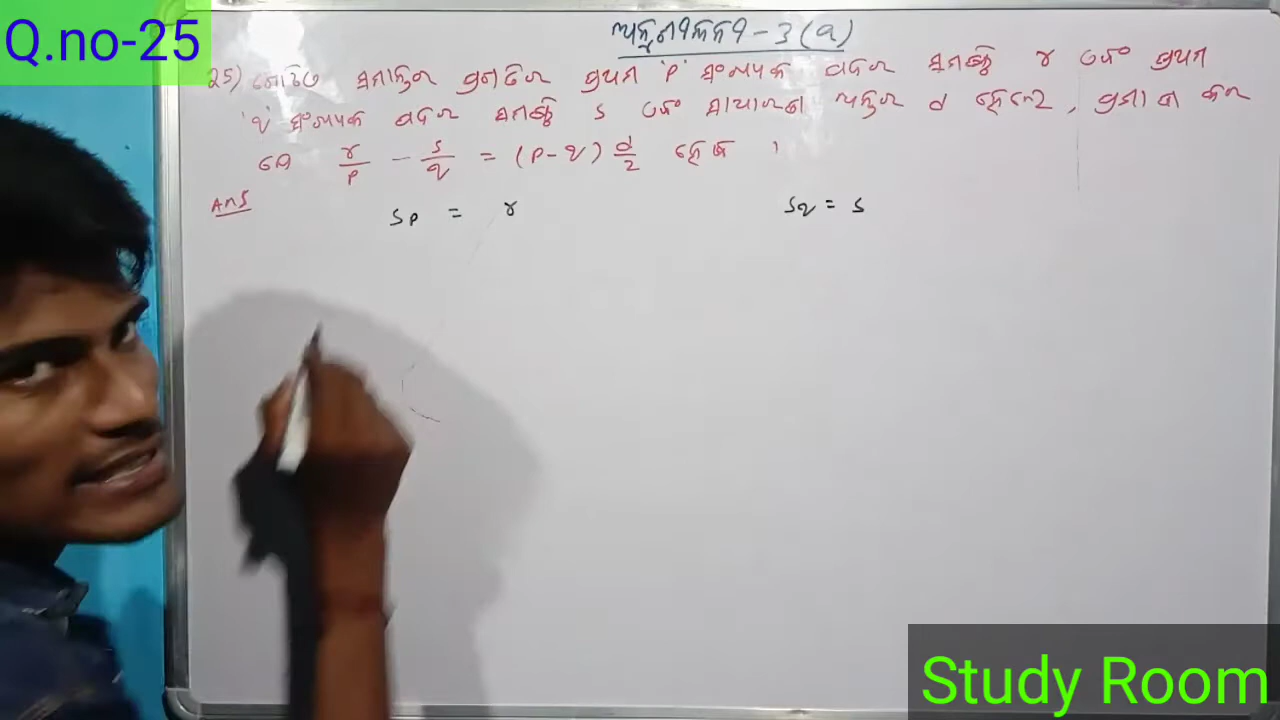 Q.no-25
ଅନୁଶୀଳନୀ - 3(a)
25) ଗୋଟିଏ ସମାନ୍ତର ପ୍ରଗତିର ପ୍ରଥମ 'P' ସଂଖ୍ୟକ ପଦର ସମଷ୍ଟି r ଏବଂ ପ୍ରଥମ
'q' ସଂଖ୍ୟକ ପଦର ସମଷ୍ଟି s ଏବଂ ସାଧାରଣ ଅନ୍ତର d ହେଲେ, ପ୍ରମାଣ କର
ଯେ r/P - s/q = (P-q) d/2 ହେବ ।
Ans
SP = r Sq = s
Study Room